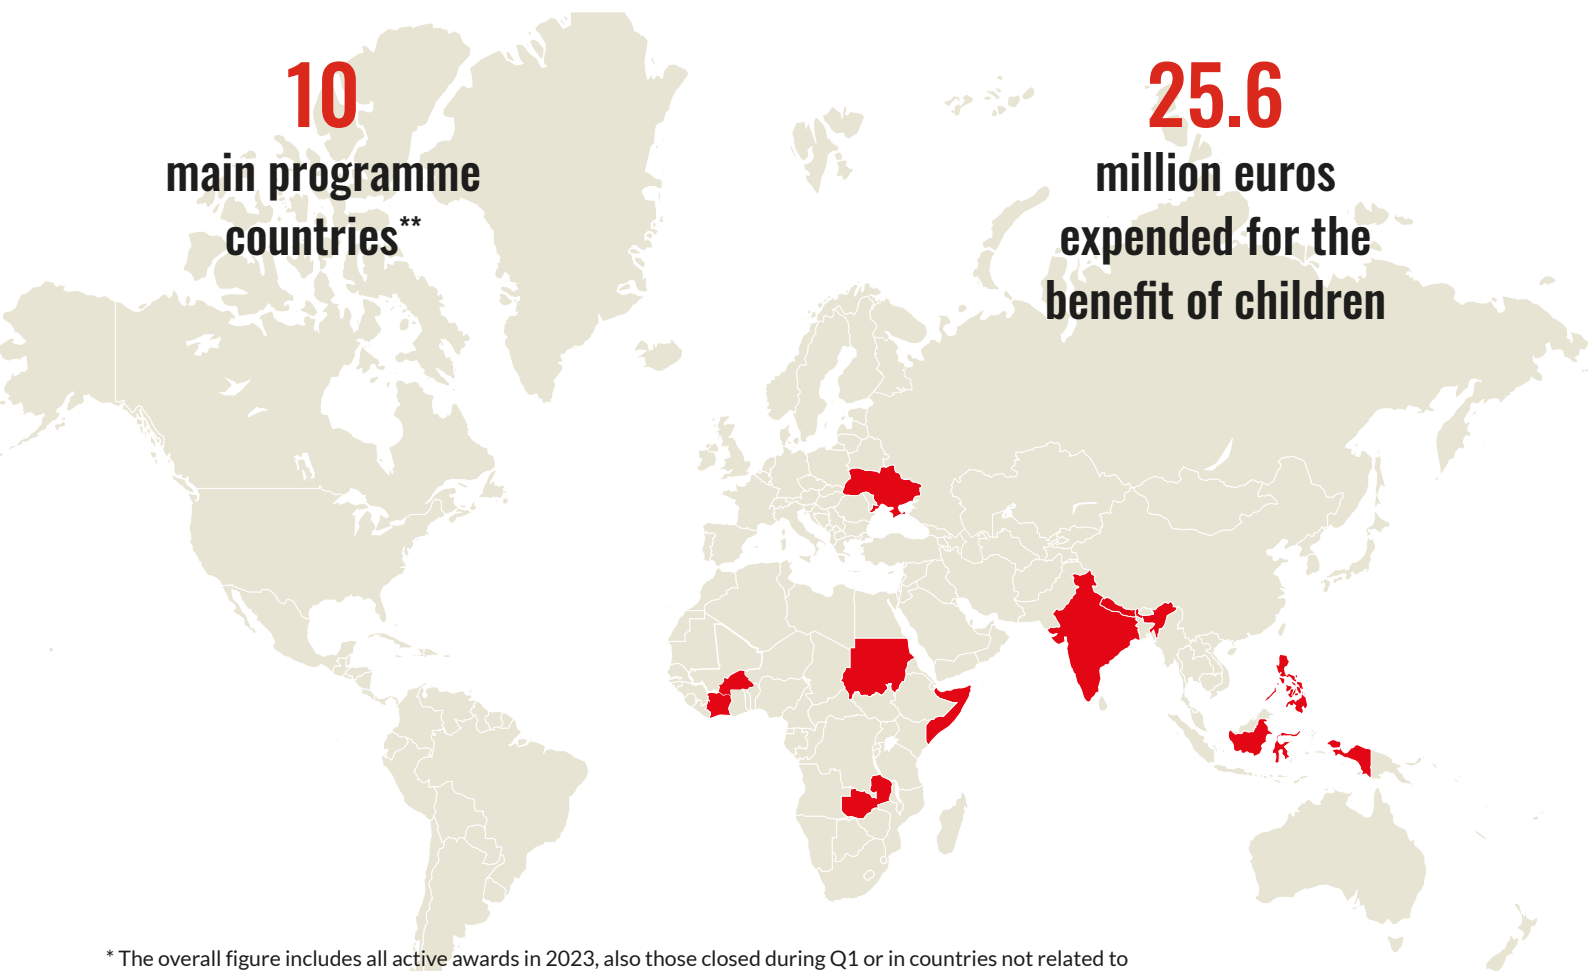 10
main programme
countries**
25.6
million euros
expended for the
benefit of children
* The overall figure includes all active awards in 2023, also those closed during Q1 or in countries not related to